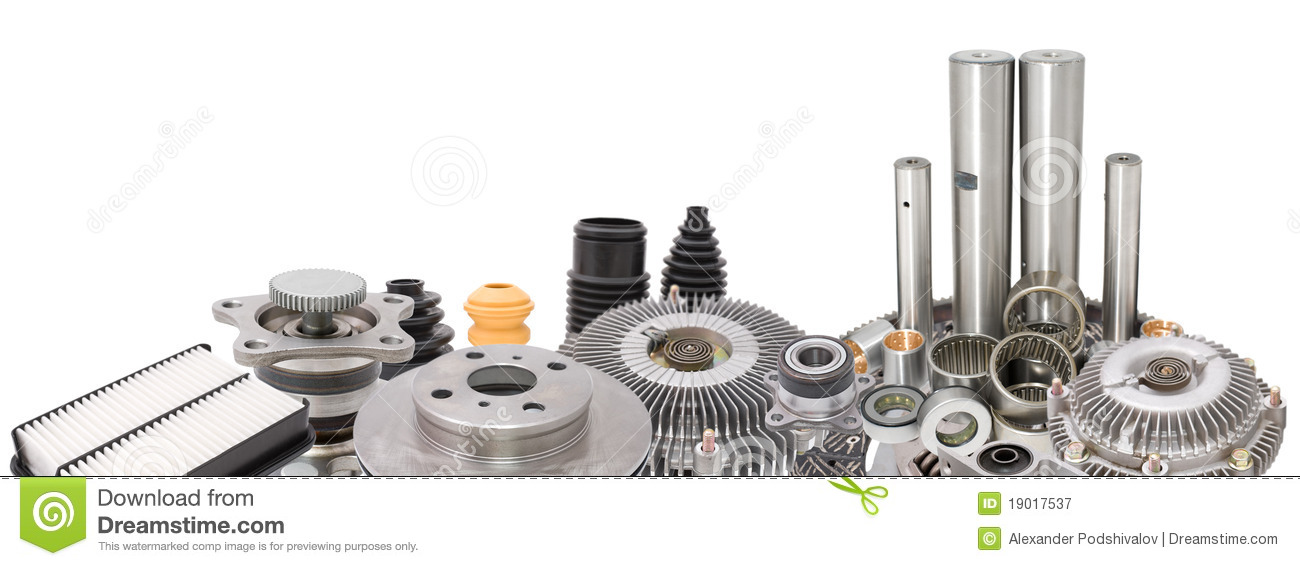 dreamstime
dreamstime
dreamstime
dreamstime
Download from
Dreamstime.com
This watermarked comp image is for previewing purposes only.
ID 19017537
© Alexander Podshivalov | Dreamstime.com